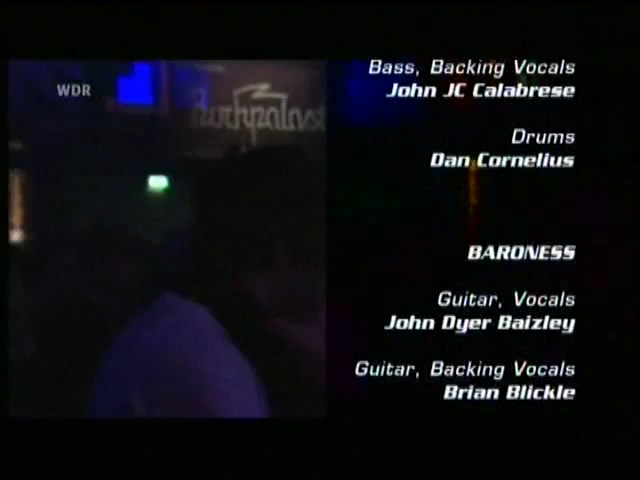 WDR
Rockpalast
Bass, Backing Vocals
John JC Calabrese
Drums
Dan Cornelius
BARONESS
Guitar, Vocals
John Dyer Baizley
Guitar, Backing Vocals
Brian Blickle